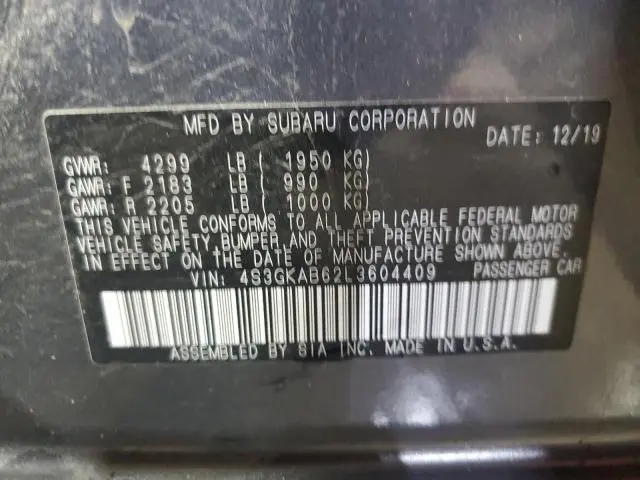 MFD BY SUBARU CORPORATION DATE: 12/19
GVWR: 4299 LB ( 1950 KG)
GAWR: F 2183 LB ( 990 KG)
GAWR: R 2205 LB ( 1000 KG)
THIS VEHICLE CONFORMS TO ALL APPLICABLE FEDERAL MOTOR
VEHICLE SAFETY, BUMPER, AND THEFT PREVENTION STANDARDS
IN EFFECT ON THE DATE OF MANUFACTURE SHOWN ABOVE.
VIN: 4S3GKAB62L3604409 PASSENGER CAR
ASSEMBLED BY SIA INC. MADE IN U.S.A.